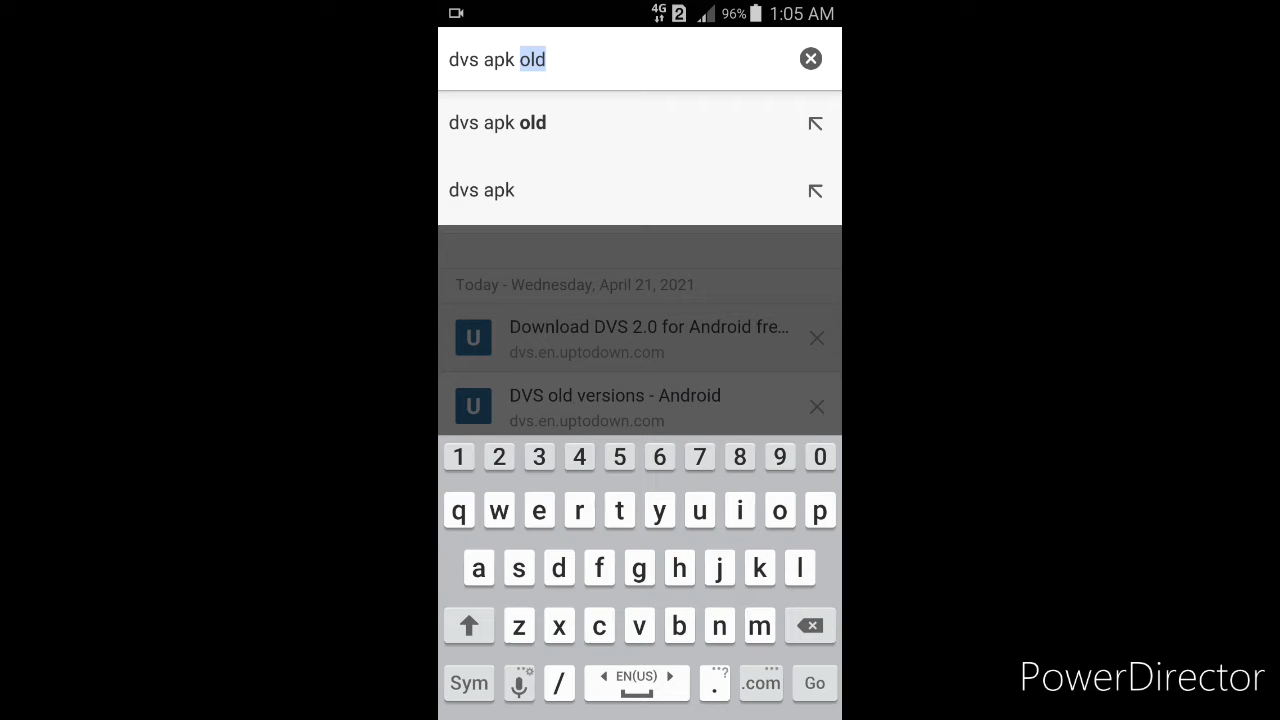 4G 2 96% 1:05 AM
dvs apk old
dvs apk old
dvs apk
Today - Wednesday, April 21, 2021
U Download DVS 2.0 for Android fre...
dvs.en.uptodown.com
U DVS old versions - Android
dvs.en.uptodown.com
1 2 3 4 5 6 7 8 9 0
q w e r t y u i o p
a s d f g h j k l
z x c v b n m
Sym / EN(US) . ? .com Go
PowerDirector